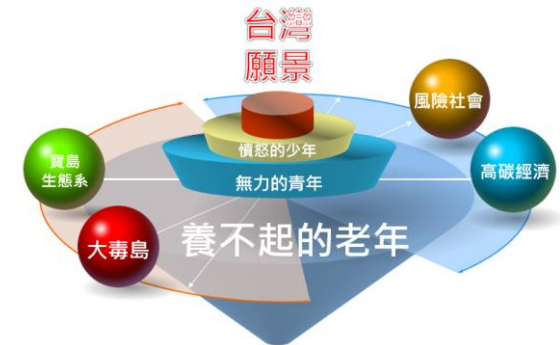 台灣
願景
憤怒的少年
無力的青年
養不起的老年
寶島
生態系
大毒島
風險社會
高碳經濟